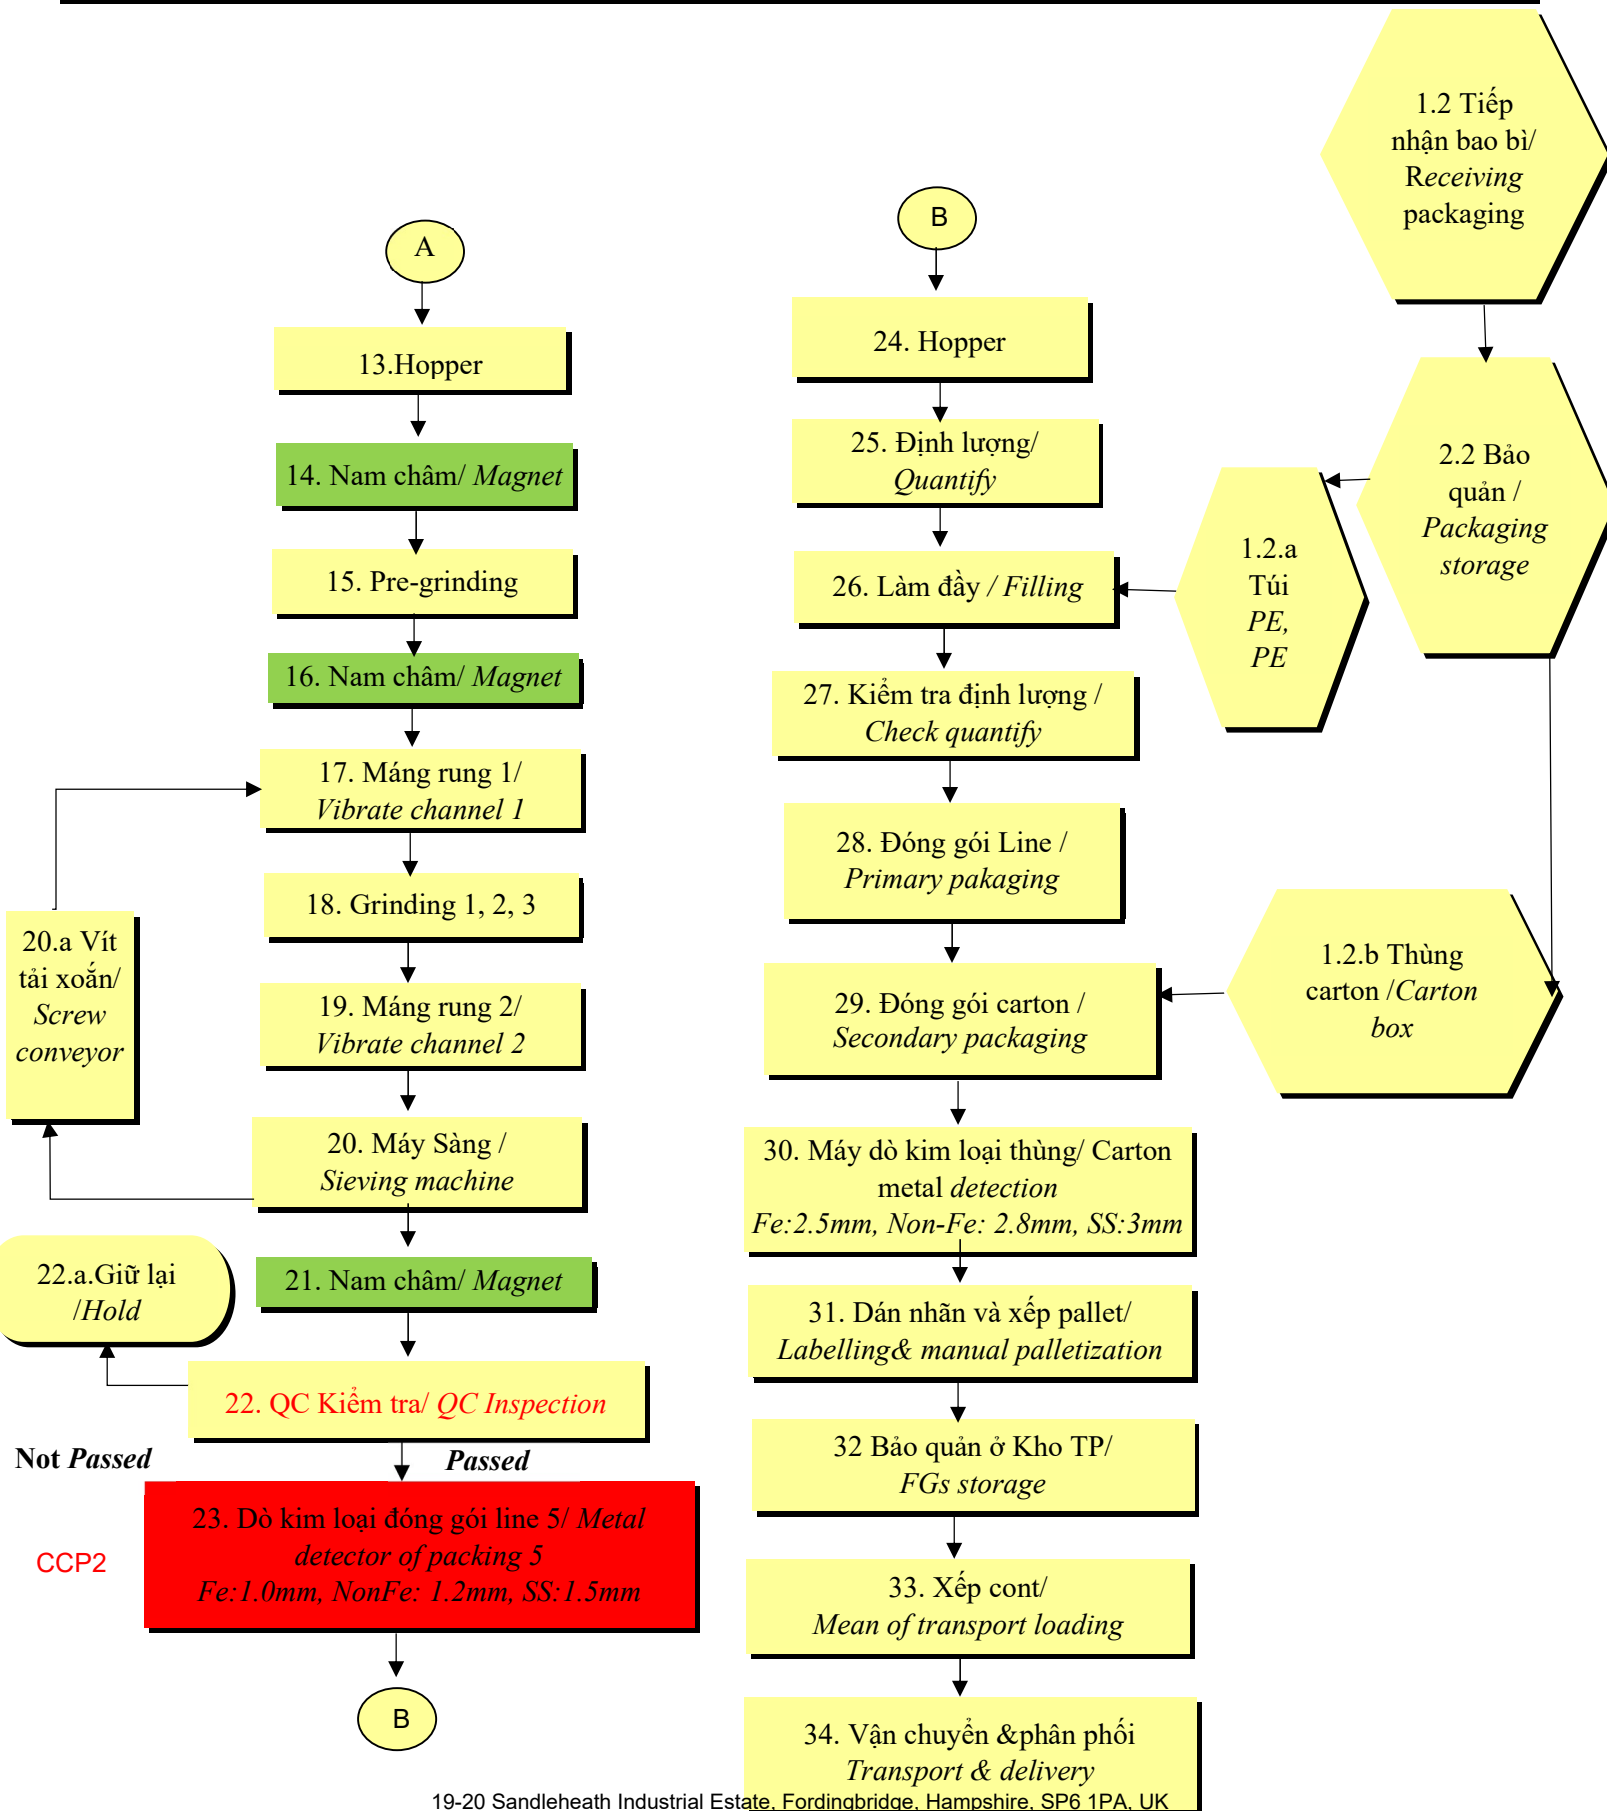 A
13.Hopper
14. Nam châm/ Magnet
15. Pre-grinding
16. Nam châm/ Magnet
17. Máng rung 1/
Vibrate channel 1
18. Grinding 1, 2, 3
19. Máng rung 2/
Vibrate channel 2
20.a Vít
tải xoắn/
Screw
conveyor
20. Máy Sàng /
Sieving machine
21. Nam châm/ Magnet
22.a.Giữ lại
/Hold
22. QC Kiểm tra/ QC Inspection
Not Passed
Passed
CCP2
23. Dò kim loại đóng gói line 5/ Metal
detector of packing 5
Fe:1.0mm, NonFe: 1.2mm, SS:1.5mm
B
B
24. Hopper
25. Định lượng/
Quantify
26. Làm đầy / Filling
27. Kiểm tra định lượng /
Check quantify
28. Đóng gói Line /
Primary pakaging
29. Đóng gói carton /
Secondary packaging
30. Máy dò kim loại thùng/ Carton
metal detection
Fe:2.5mm, Non-Fe: 2.8mm, SS:3mm
31. Dán nhãn và xếp pallet/
Labelling& manual palletization
32 Bảo quản ở Kho TP/
FGs storage
33. Xếp cont/
Mean of transport loading
34. Vận chuyển &phân phối
Transport & delivery
1.2 Tiếp
nhận bao bì/
Receiving
packaging
2.2 Bảo
quản /
Packaging
storage
1.2.a
Túi
PE,
PE
1.2.b Thùng
carton /Carton
box
19-20 Sandleheath Industrial Estate, Fordingbridge, Hampshire, SP6 1PA, UK